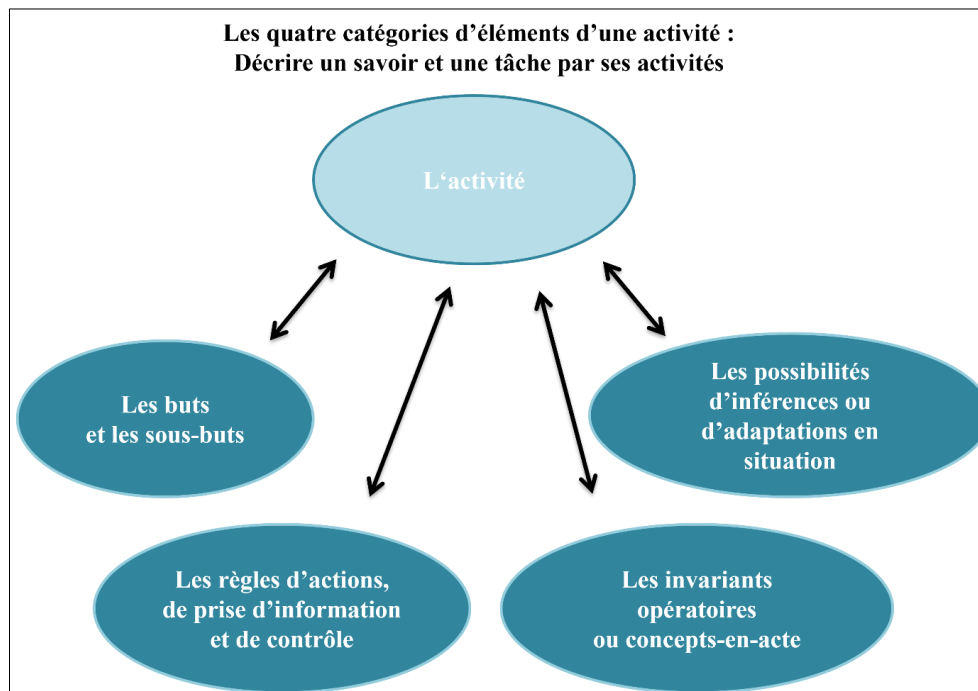 Les quatre catégories d’éléments d’une activité :
Décrire un savoir et une tâche par ses activités
L‘activité
Les buts
et les sous-buts
Les possibilités
d’inférences ou
d’adaptations en
situation
Les règles d’actions,
de prise d’information
et de contrôle
Les invariants
opératoires
ou concepts-en-acte